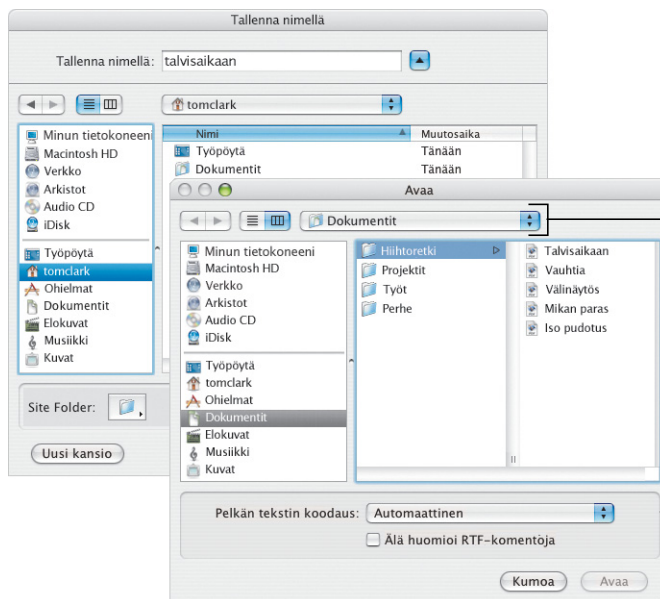 Tallenna nimellä
Tallenna nimellä: talvisaikaan
tomclark
Minun tietokoneeni
Macintosh HD
Verkko
Arkistot
Audio CD
iDisk
Työpöytä
tomclark
Ohjelmat
Dokumentit
Elokuvat
Musiikki
Kuvat
Nimi Muutosaika
Työpöytä Tänään
Dokumentit Tänään
Site Folder:
Uusi kansio
Avaa
Dokumentit
Minun tietokoneeni
Macintosh HD
Verkko
Arkistot
Audio CD
iDisk
Työpöytä
tomclark
Ohjelmat
Dokumentit
Elokuvat
Musiikki
Kuvat
Hiihtoretki
Projektit
Työt
Perhe
Talvisaikaan
Vauhtia
Välinäytös
Mikan paras
Iso pudotus
Pelkän tekstin koodaus: Automaattinen
Älä huomioi RTF-komentoja
Kumoa Avaa